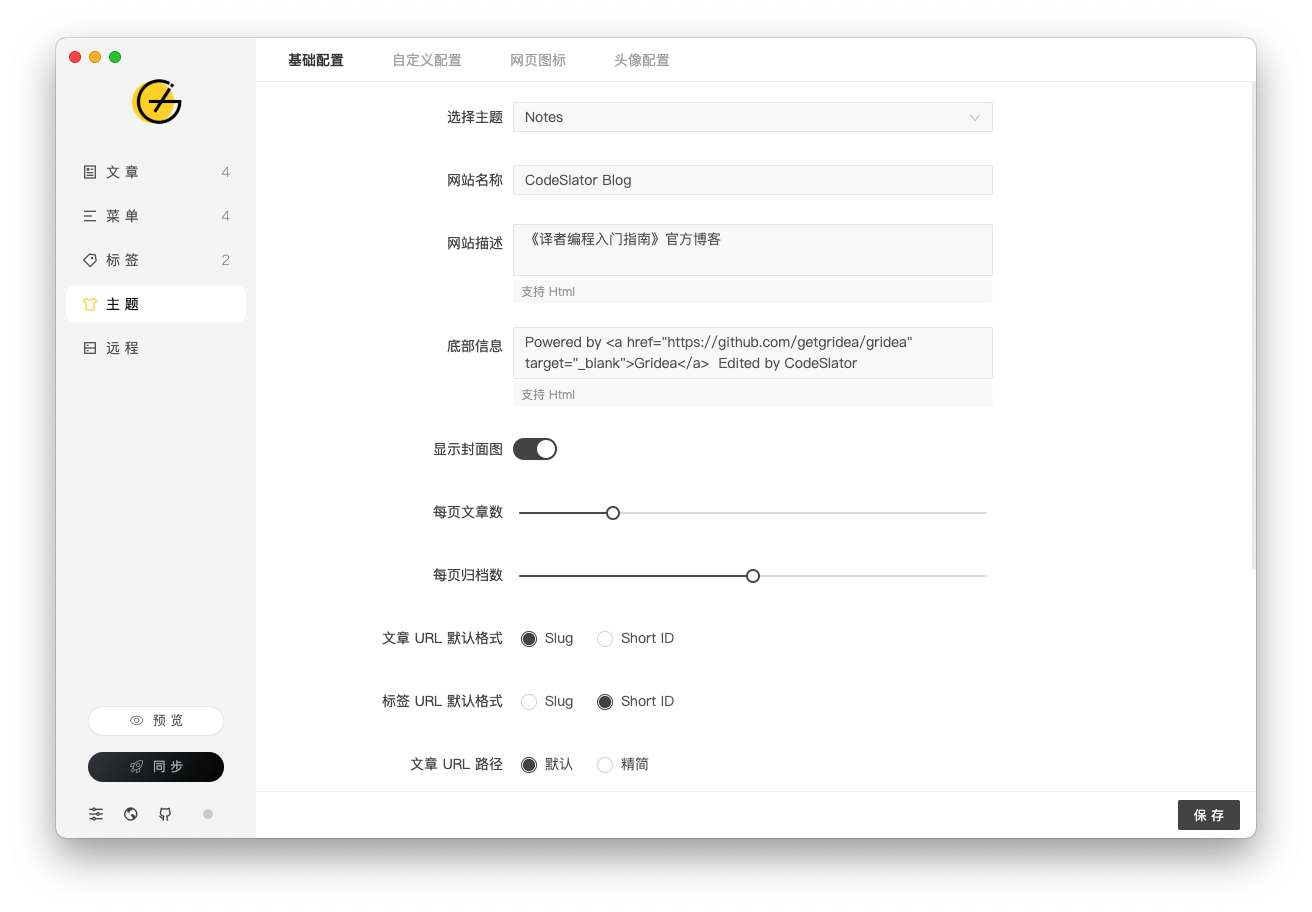 基础配置 自定义配置 网页图标 头像配置
文章 4
菜单 4
标签 2
主题
远程
预览
同步
选择主题 Notes
网站名称 CodeSlator Blog
网站描述 《译者编程入门指南》官方博客
支持 Html
底部信息 Powered by <a href="https://github.com/getgridea/gridea"
target="_blank">Gridea</a>  Edited by CodeSlator
支持 Html
显示封面图
每页文章数
每页归档数
文章 URL 默认格式 Slug Short ID
标签 URL 默认格式 Slug Short ID
文章 URL 路径 默认 精简
保存